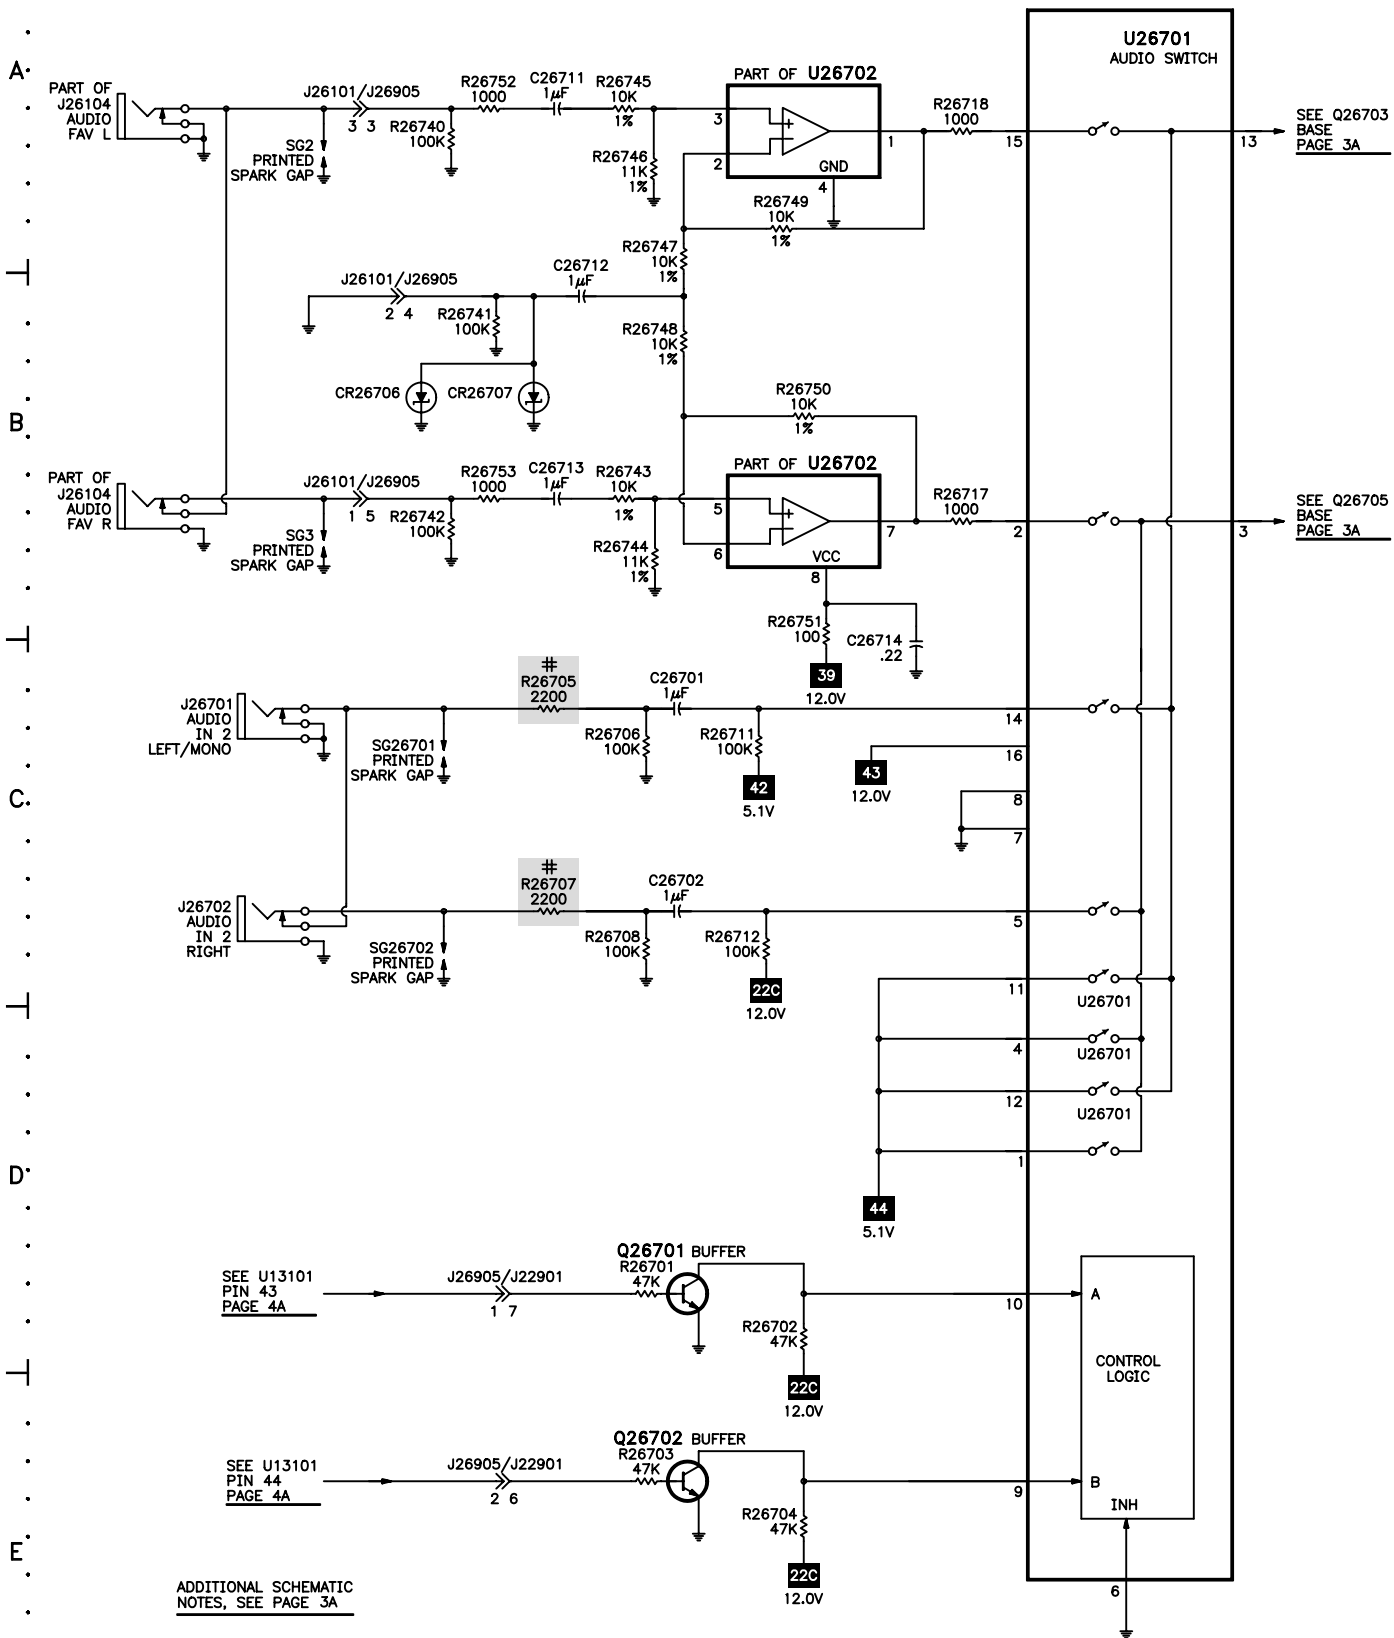 A
B
C
D
E
U26701
AUDIO SWITCH
PART OF
J26104
AUDIO
FAV L
J26101/J26905
3 3
SG2
PRINTED
SPARK GAP
R26740
100K
R26752
1000
C26711
1µF
R26745
10K
1%
R26746
11K
1%
PART OF U26702
3
2
1
GND
4
R26749
10K
1%
R26718
1000
15
13
SEE Q26703
BASE
PAGE 3A
R26747
10K
1%
J26101/J26905
2 4
R26741
100K
C26712
1µF
R26748
10K
1%
CR26706
CR26707
R26750
10K
1%
PART OF
J26104
AUDIO
FAV R
J26101/J26905
1 5
SG3
PRINTED
SPARK GAP
R26742
100K
R26753
1000
C26713
1µF
R26743
10K
1%
R26744
11K
1%
PART OF U26702
5
6
7
VCC
8
R26717
1000
2
3
SEE Q26705
BASE
PAGE 3A
R26751
100
C26714
.22
39
12.0V
J26701
AUDIO
IN 2
LEFT/MONO
SG26701
PRINTED
SPARK GAP
#
R26705
2200
R26706
100K
C26701
1µF
R26711
100K
42
5.1V
14
16
43
12.0V
8
7
J26702
AUDIO
IN 2
RIGHT
SG26702
PRINTED
SPARK GAP
#
R26707
2200
R26708
100K
C26702
1µF
R26712
100K
22C
12.0V
5
11
U26701
4
U26701
12
U26701
1
44
5.1V
SEE U13101
PIN 43
PAGE 4A
J26905/J22901
1 7
Q26701 BUFFER
R26701
47K
R26702
47K
22C
12.0V
10
A
CONTROL
LOGIC
SEE U13101
PIN 44
PAGE 4A
J26905/J22901
2 6
Q26702 BUFFER
R26703
47K
R26704
47K
22C
12.0V
9
B
INH
6
ADDITIONAL SCHEMATIC
NOTES, SEE PAGE 3A